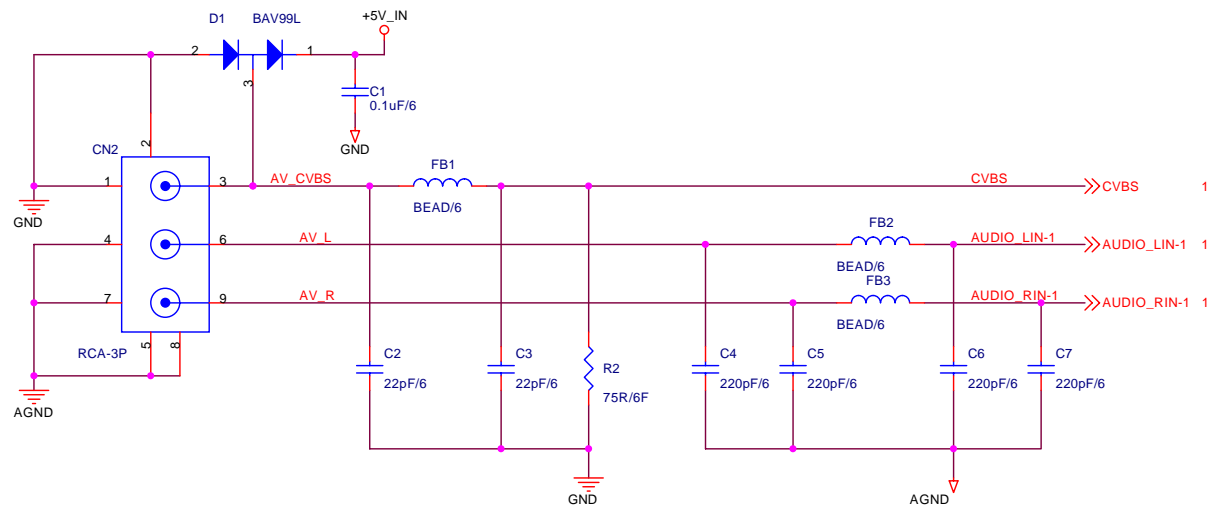 D1 BAV99L +5V_IN
2 1
3
C1
0.1uF/6
GND
CN2 2
FB1
1 3 AV_CVBS CVBS CVBS 1
BEAD/6
GND
FB2
4 6 AV_L AUDIO_LIN-1 AUDIO_LIN-1 1
BEAD/6
FB3
7 9 AV_R AUDIO_RIN-1 AUDIO_RIN-1 1
BEAD/6
RCA-3P 5 8
C2 C3 R2 C4 C5 C6 C7
22pF/6 22pF/6 75R/6F 220pF/6 220pF/6 220pF/6 220pF/6
AGND
GND AGND